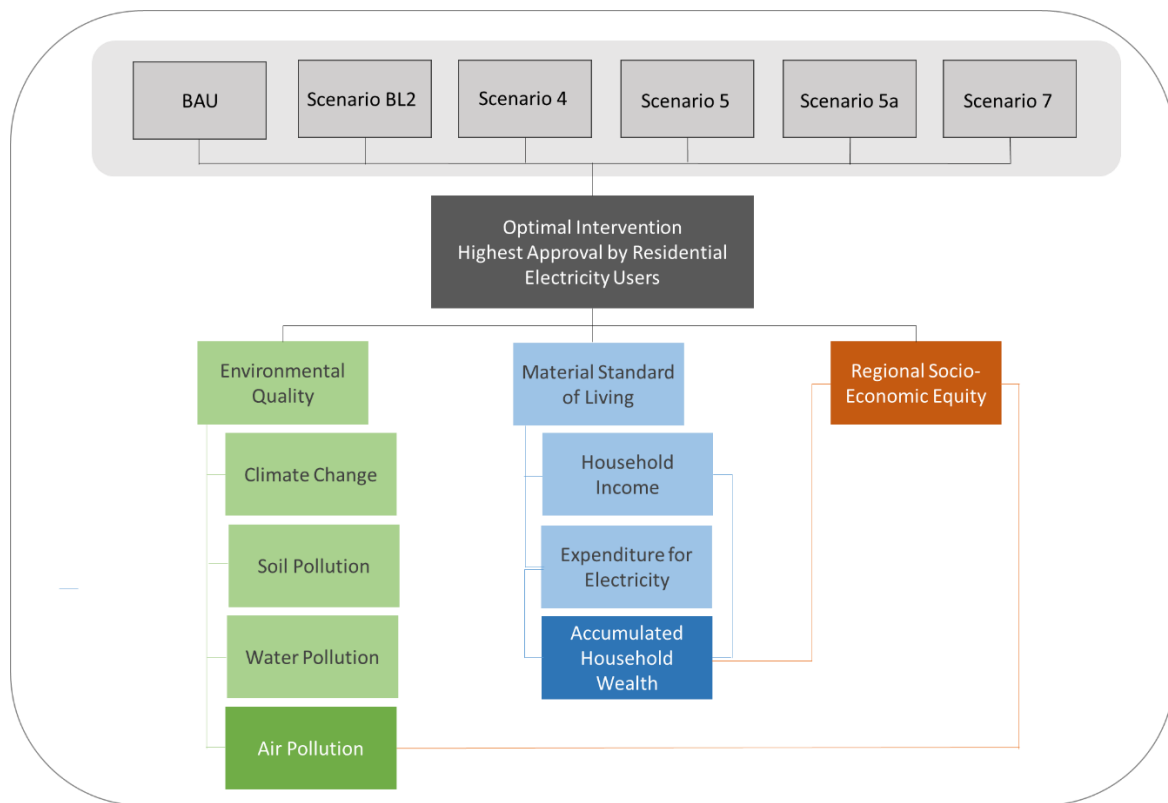 BAU
Scenario BL2
Scenario 4
Scenario 5
Scenario 5a
Scenario 7
Optimal Intervention
Highest Approval by Residential
Electricity Users
Environmental
Quality
Material Standard
of Living
Regional Socio-
Economic Equity
Climate Change
Household
Income
Soil Pollution
Expenditure for
Electricity
Water Pollution
Accumulated
Household
Wealth
Air Pollution